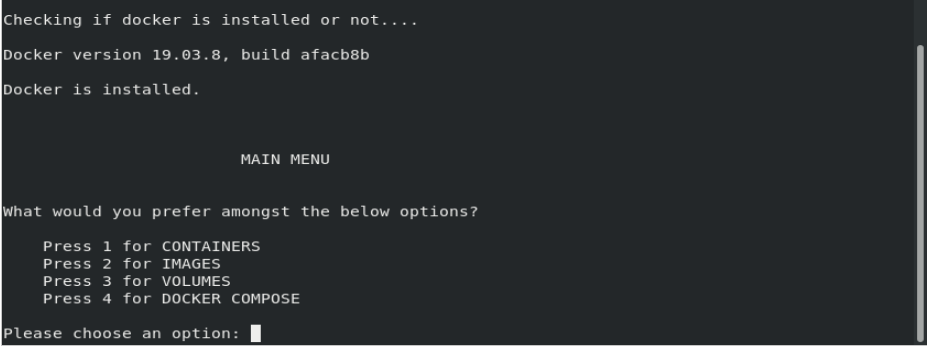 Checking if docker is installed or not....
Docker version 19.03.8, build afacb8b
Docker is installed.
MAIN MENU
What would you prefer amongst the below options?
Press 1 for CONTAINERS
Press 2 for IMAGES
Press 3 for VOLUMES
Press 4 for DOCKER COMPOSE
Please choose an option: